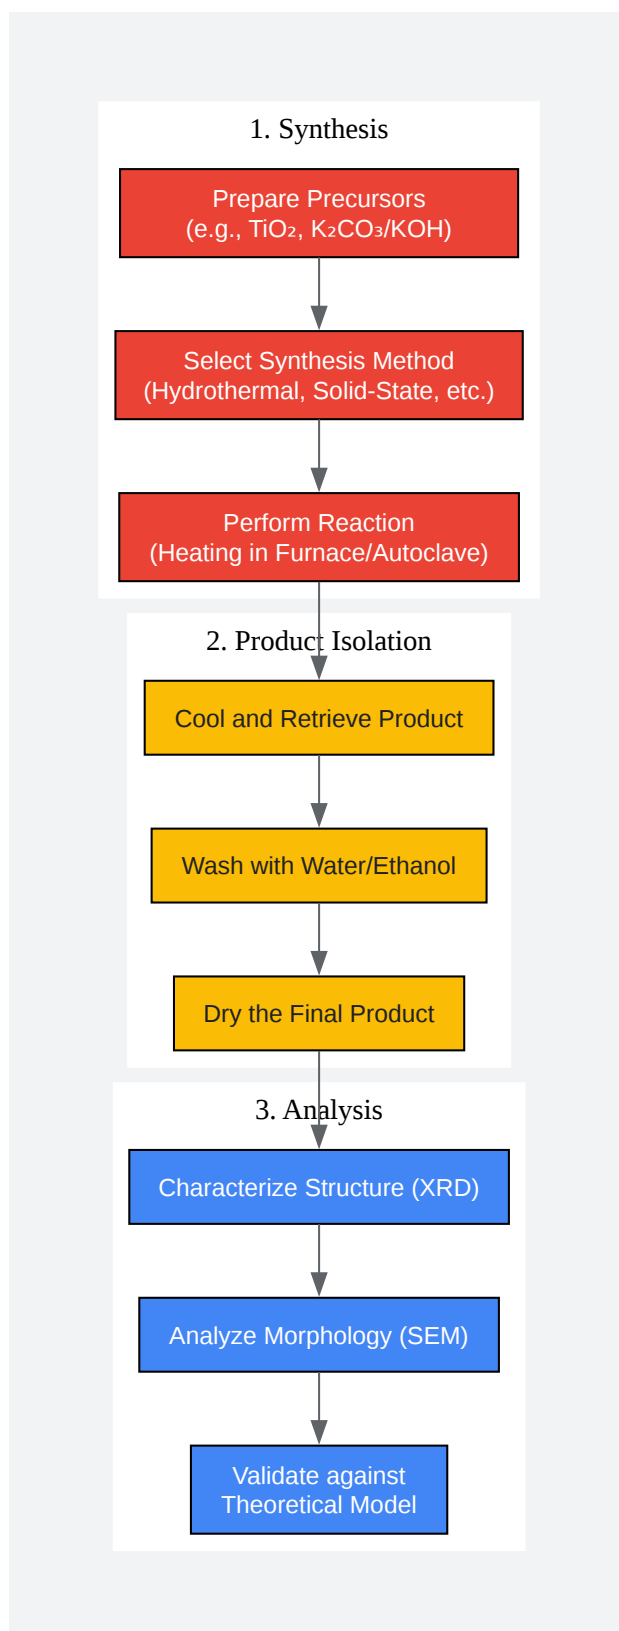 1. Synthesis
Prepare Precursors
(e.g., TiO₂, K₂CO₃/KOH)
Select Synthesis Method
(Hydrothermal, Solid-State, etc.)
Perform Reaction
(Heating in Furnace/Autoclave)
2. Product Isolation
Cool and Retrieve Product
Wash with Water/Ethanol
Dry the Final Product
3. Analysis
Characterize Structure (XRD)
Analyze Morphology (SEM)
Validate against
Theoretical Model